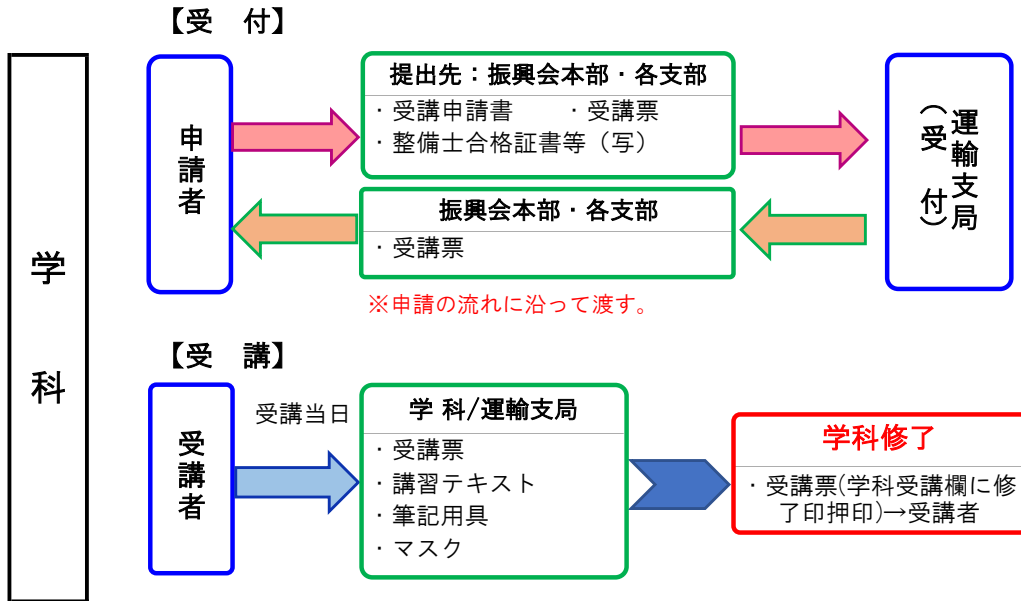 学科
【受　付】
申請者
提出先：振興会本部・各支部
・受講申請書　　・受講票
・整備士合格証書等（写）
運輸支局
（受　付）
振興会本部・各支部
・受講票
※申請の流れに沿って渡す。
【受　講】
受講者
受講当日
学 科/運輸支局
・受講票
・講習テキスト
・筆記用具
・マスク
学科修了
・受講票(学科受講欄に修
了印押印)→受講者